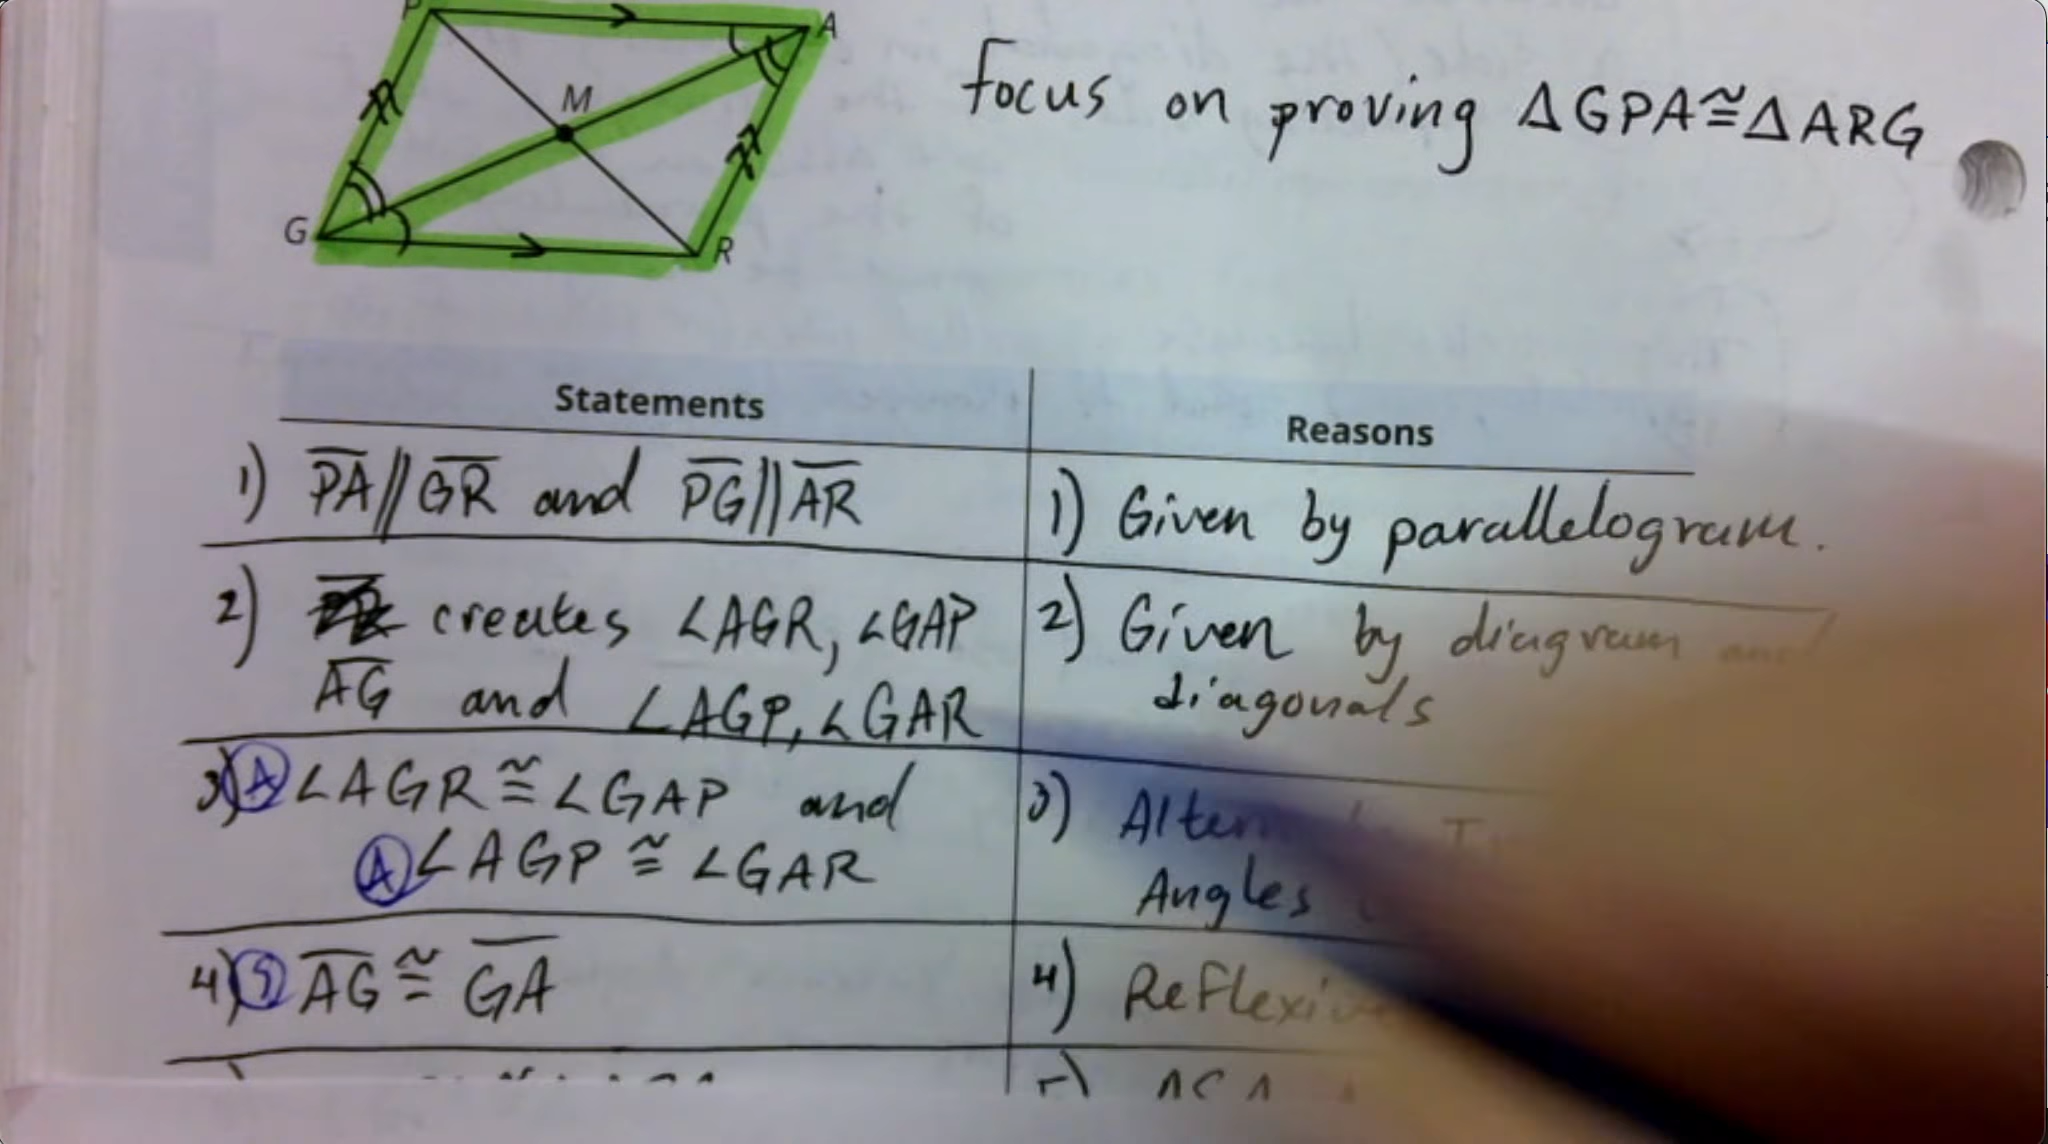 P
A
M
G
R
Focus on proving ΔGPA≅ΔARG
Statements
Reasons
1) PA∥GR and PG∥AR
1) Given by parallelogram.
2) creates ∠AGR, ∠GAP
AG and ∠AGP, ∠GAR
2) Given by diagram and
diagonals
3) A ∠AGR≅∠GAP and
A ∠AGP≅∠GAR
3)
Angles
4) S AG≅GA
4)